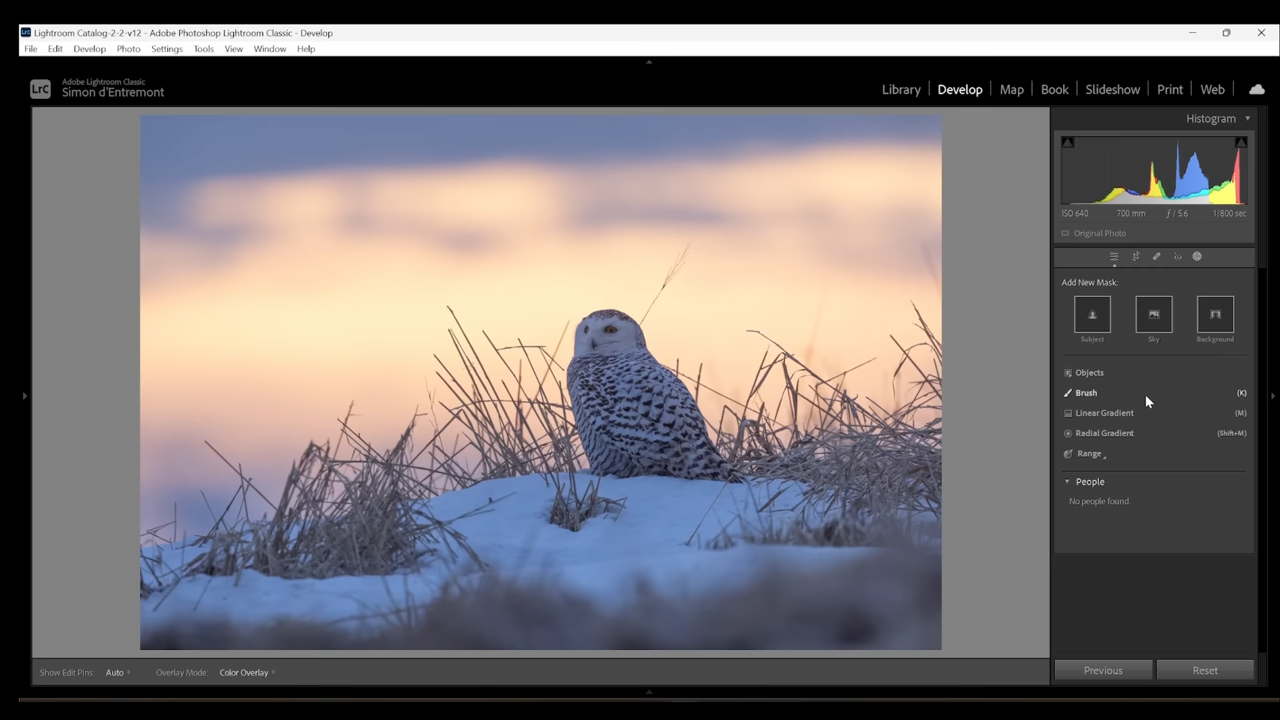 Lrc Lightroom Catalog-2-2-v12 - Adobe Photoshop Lightroom Classic - Develop
File Edit Develop Photo Settings Tools View Window Help
LrC Adobe Lightroom Classic
Simon d'Entremont
Library | Develop | Map | Book | Slideshow | Print | Web |
Histogram
ISO 640 700 mm ƒ / 5.6 1/800 sec
Original Photo
Add New Mask:
Subject Sky Background
Objects
Brush (K)
Linear Gradient (M)
Radial Gradient (Shift+M)
Range
People
No people found
Show Edit Pins: Auto Overlay Mode: Color Overlay
Previous Reset